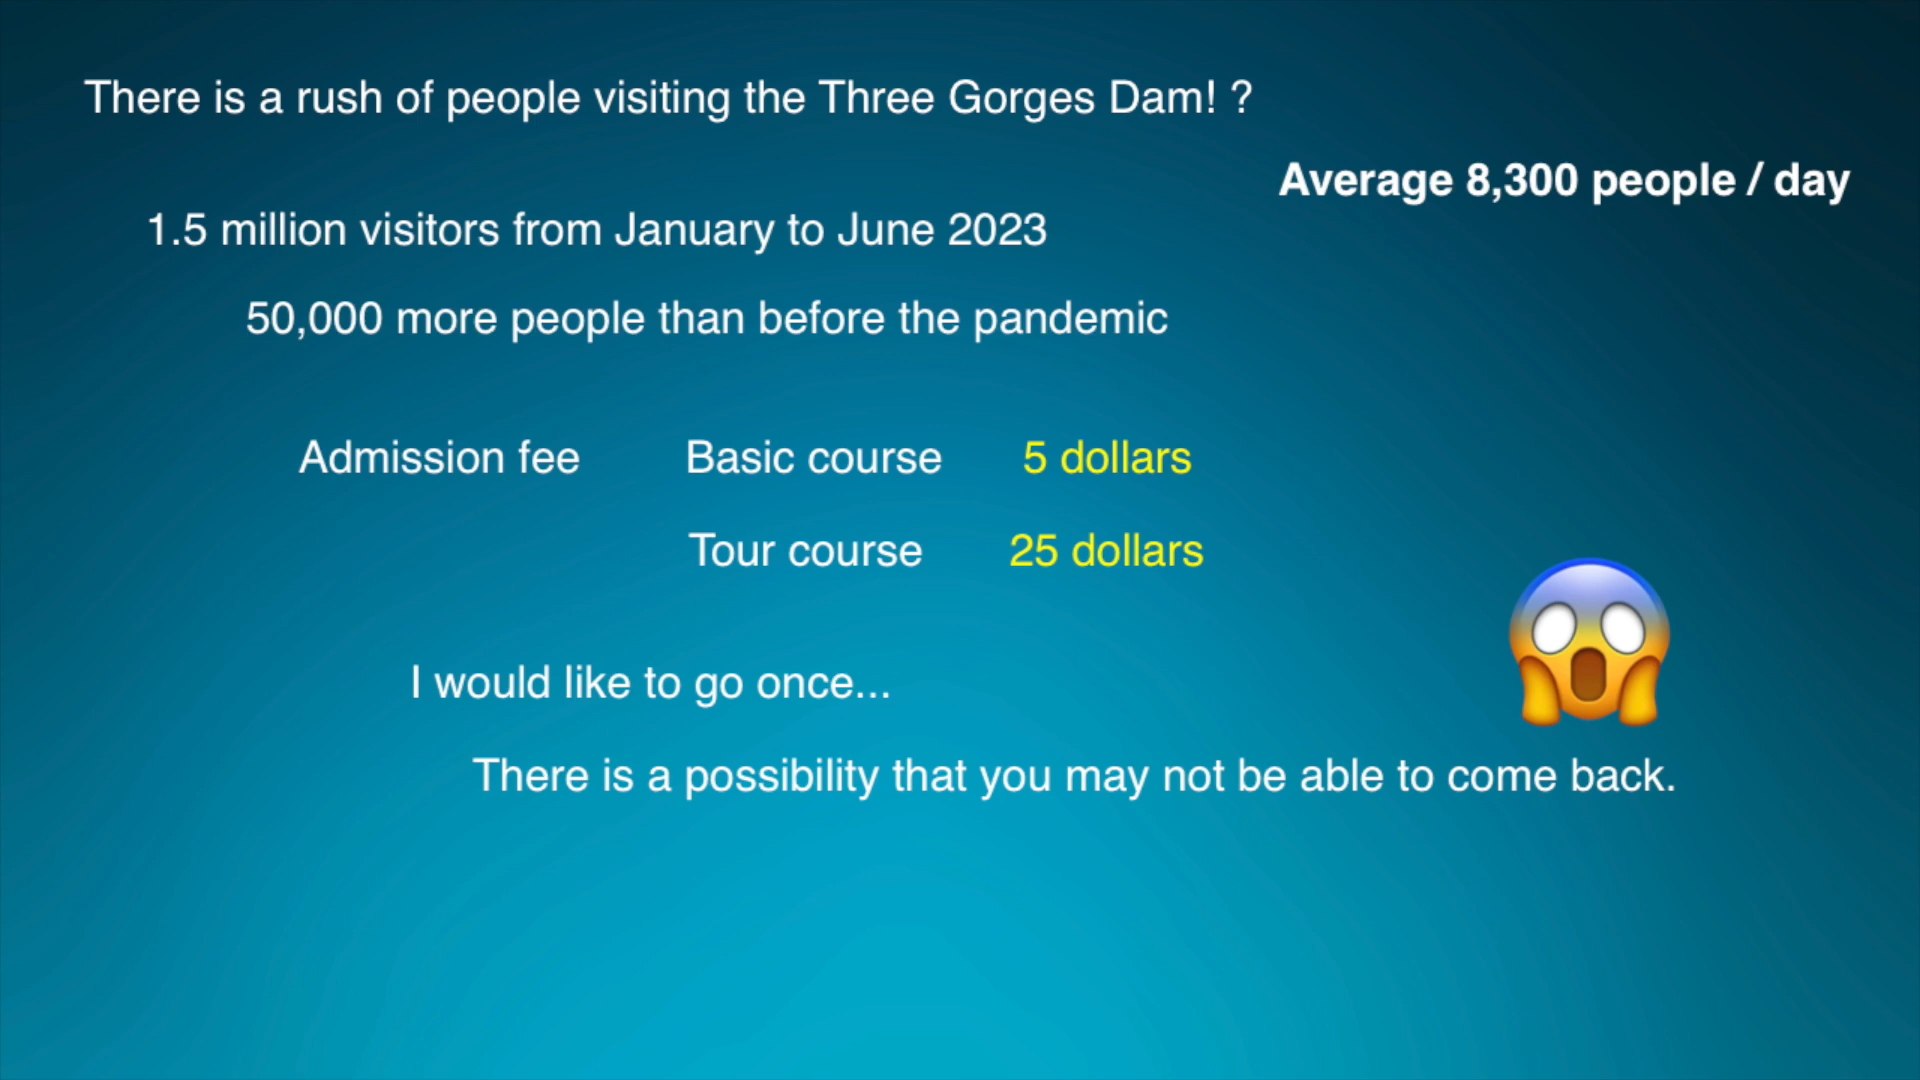 There is a rush of people visiting the Three Gorges Dam! ?
Average 8,300 people / day
1.5 million visitors from January to June 2023
50,000 more people than before the pandemic
Admission fee Basic course 5 dollars
Tour course 25 dollars
I would like to go once...
There is a possibility that you may not be able to come back.